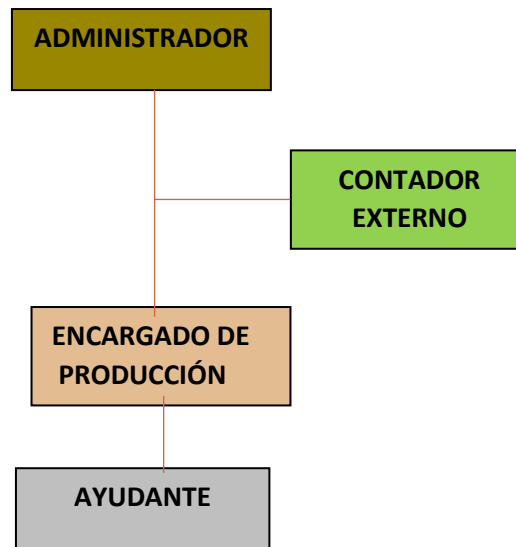 ADMINISTRADOR
CONTADOR
EXTERNO
ENCARGADO DE
PRODUCCIÓN
AYUDANTE